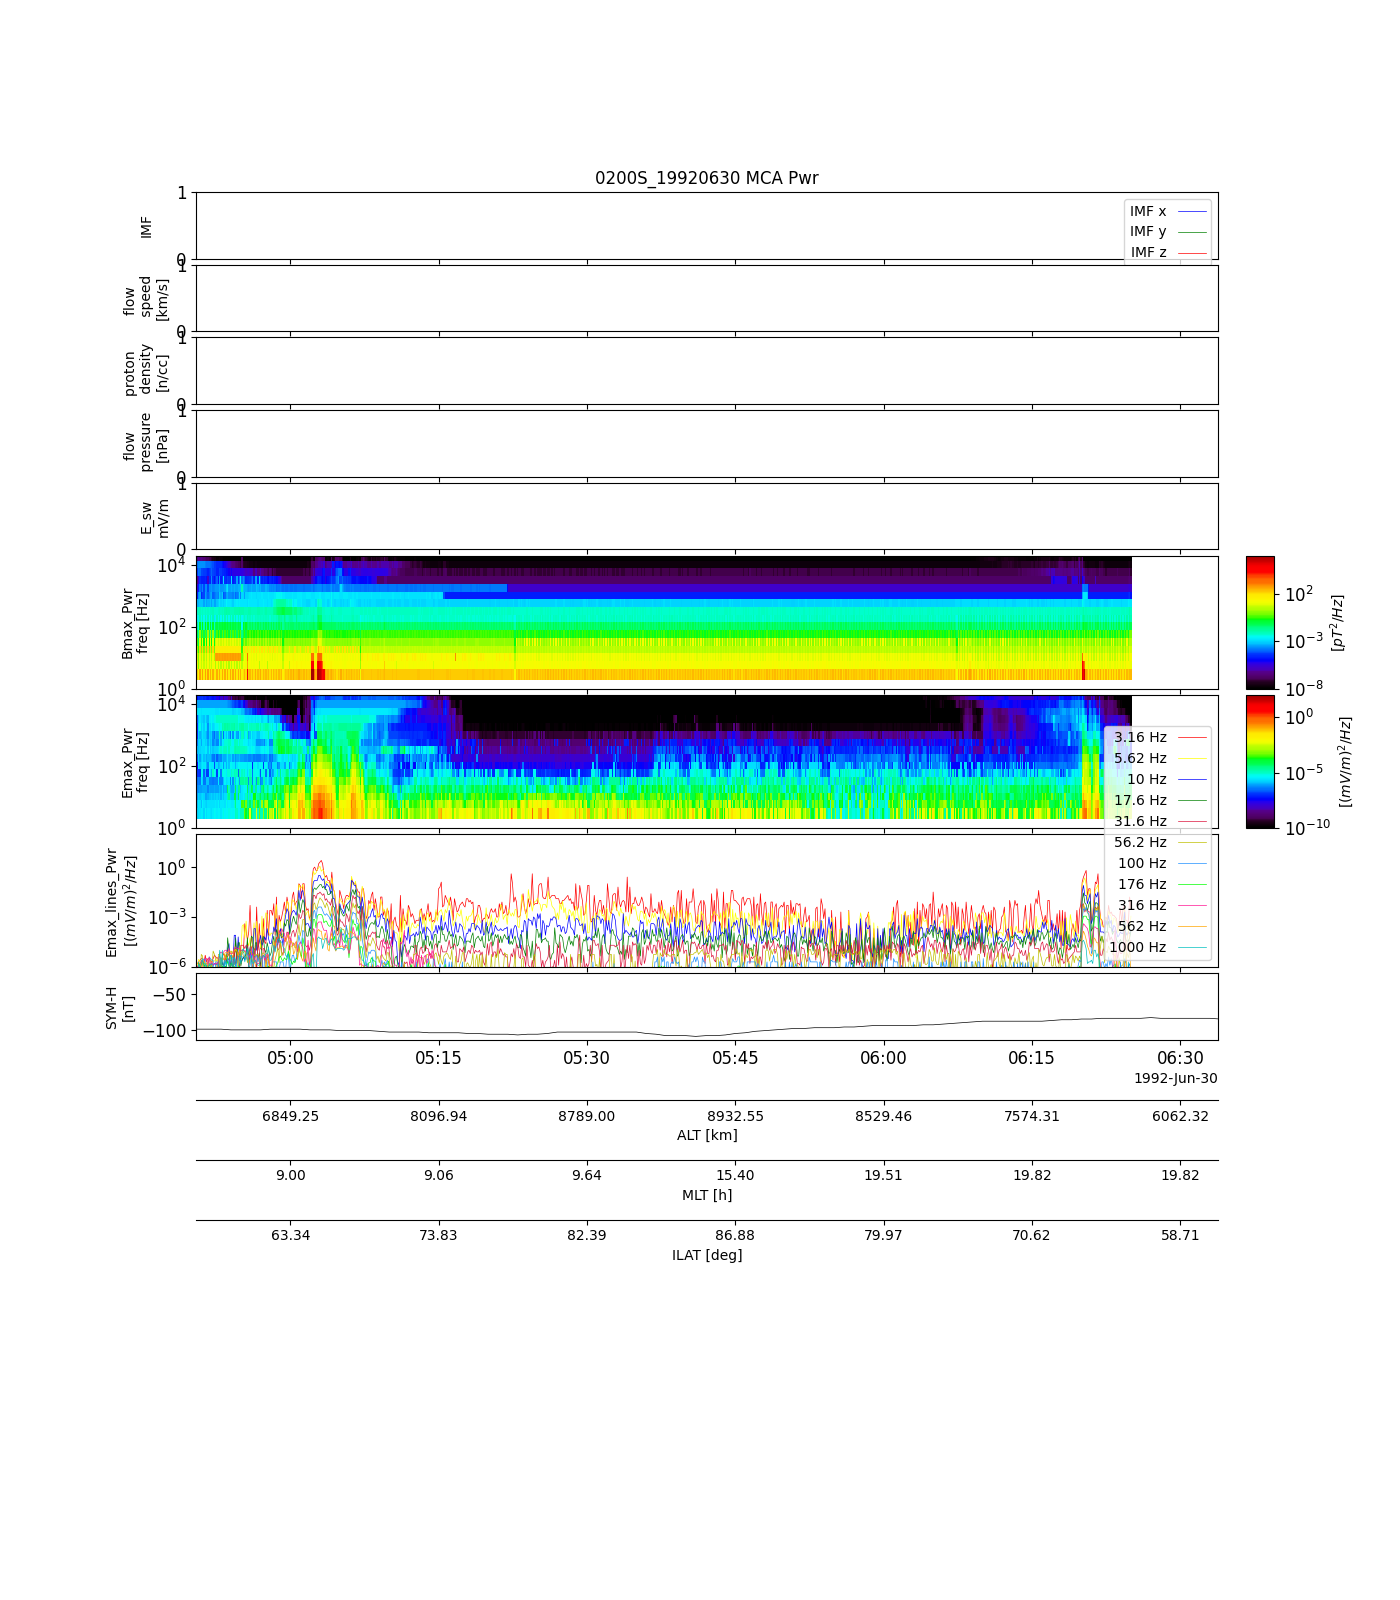 0200S_19920630 MCA Pwr
1
IMF
0
IMF x
IMF y
IMF z
1
flow
speed
[km/s]
0
1
proton
density
[n/cc]
0
1
flow
pressure
[nPa]
0
1
E_sw
mV/m
0
10^4
10^2
10^0
Bmax_Pwr
freq [Hz]
10^2
10^-3
10^-8
[pT^2/Hz]
10^4
10^2
10^0
Emax_Pwr
freq [Hz]
10^0
10^-5
10^-10
[(mV/m)^2/Hz]
3.16 Hz
5.62 Hz
10 Hz
17.6 Hz
31.6 Hz
56.2 Hz
100 Hz
176 Hz
316 Hz
562 Hz
1000 Hz
10^0
10^-3
10^-6
Emax_lines_Pwr
[(mV/m)^2/Hz]
−50
−100
SYM-H
[nT]
05:00 05:15 05:30 05:45 06:00 06:15 06:30
1992-Jun-30
6849.25 8096.94 8789.00 8932.55 8529.46 7574.31 6062.32
ALT [km]
9.00 9.06 9.64 15.40 19.51 19.82 19.82
MLT [h]
63.34 73.83 82.39 86.88 79.97 70.62 58.71
ILAT [deg]